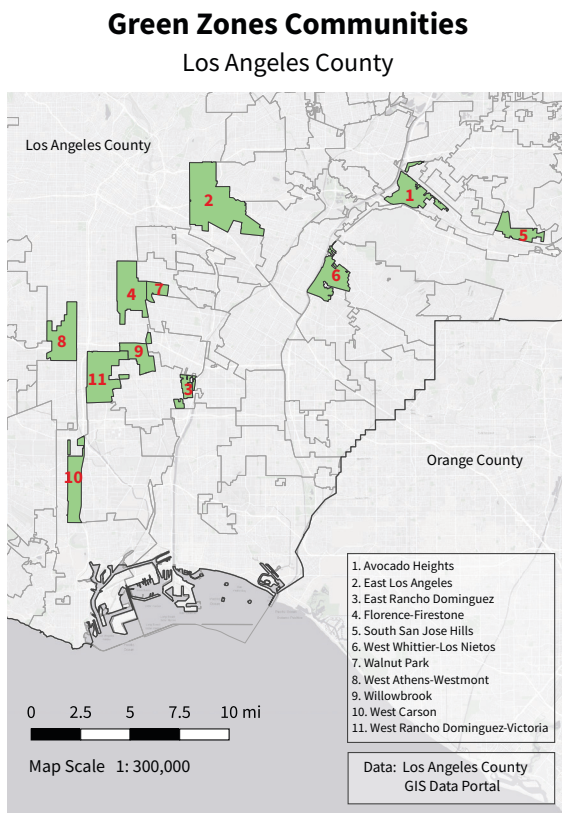 Green Zones Communities
Los Angeles County
Los Angeles County
1
2
5
6
4
7
8
9
11
3
10
Orange County
1. Avocado Heights
2. East Los Angeles
3. East Rancho Dominguez
4. Florence-Firestone
5. South San Jose Hills
6. West Whittier-Los Nietos
7. Walnut Park
8. West Athens-Westmont
9. Willowbrook
10. West Carson
11. West Rancho Dominguez-Victoria
0 2.5 5 7.5 10 mi
Map Scale 1: 300,000
Data: Los Angeles County
GIS Data Portal